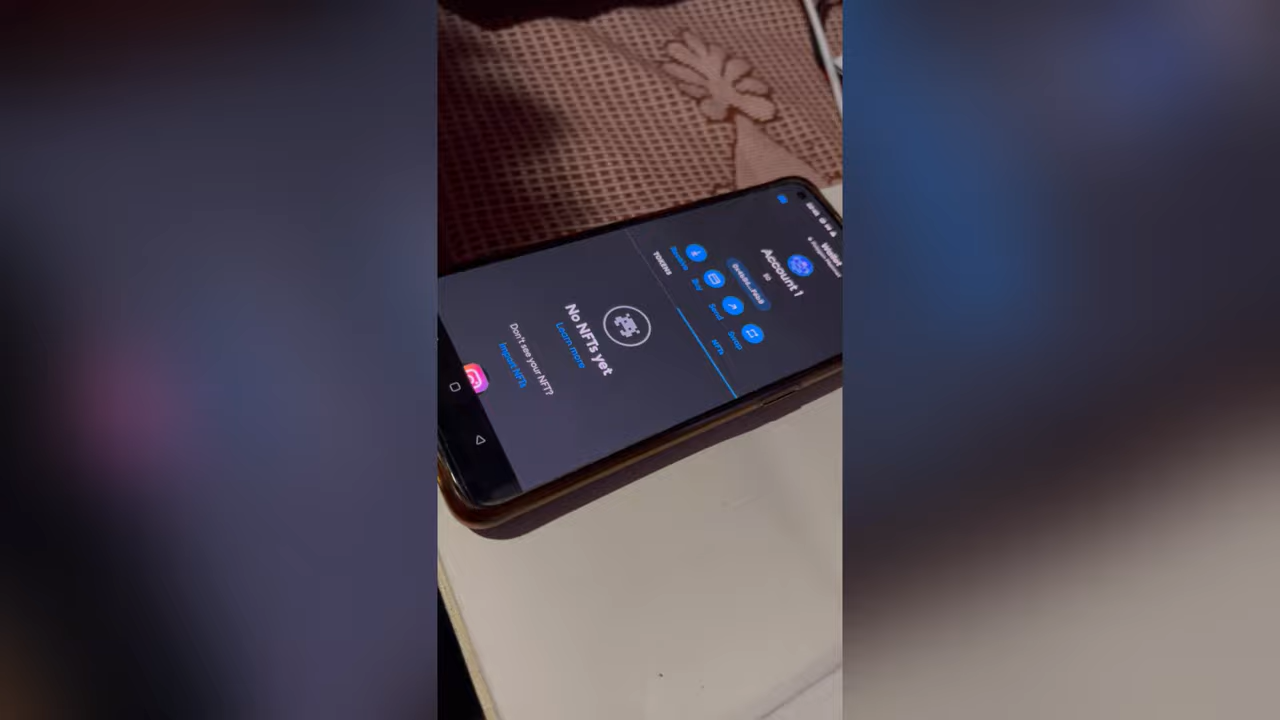 Wallet
Account 1
$0
Receive
Buy
Send
Swap
TOKENS
NFTs
No NFTs yet
Learn more
Don't see your NFT?
Import NFTs